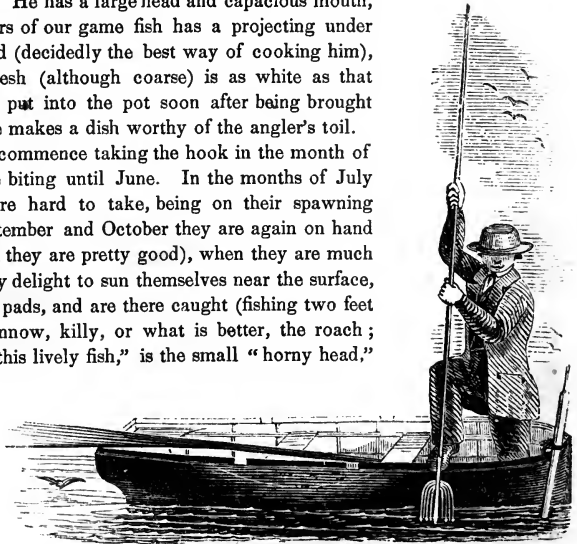 He has a large head and capacious mouth,
rs of our game fish has a projecting under
d (decidedly the best way of cooking him),
esh (although coarse) is as white as that
put into the pot soon after being brought
e makes a dish worthy of the angler's toil.
commence taking the hook in the month of
biting until June. In the months of July
re hard to take, being on their spawning
tember and October they are again on hand
they are pretty good), when they are much
y delight to sun themselves near the surface,
pads, and are there caught (fishing two feet
nnow, killy, or what is better, the roach ;
this lively fish," is the small "horny head,"